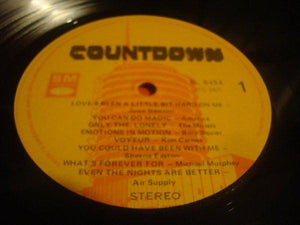 COUNTDOWN
LOVE'S BEEN A LITTLE BIT HARD ON ME -
Juice Newton
1
YOU CAN DO MAGIC - America
ONLY THE LONELY - The Motels
EMOTIONS IN MOTION - Billy Squier
VOYEUR - Kim Carnes
YOU COULD HAVE BEEN WITH ME -
Sheena Easton
WHAT'S FOREVER FOR - Michael Murphey
EVEN THE NIGHTS ARE BETTER -
Air Supply
STEREO